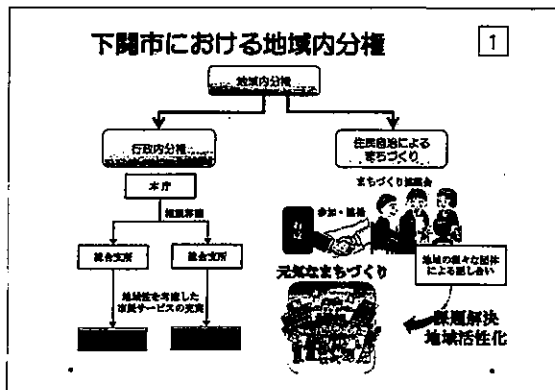 下関市における地域内分権
1
地域内分権
行政内分権
住民自治による
まちづくり
本庁
権限移譲
総合支所
総合支所
地域性を考慮した
市民サービスの充実
まちづくり協議会
参加・協働
地域の様々な団体
による話し合い
元気なまちづくり
課題解決
地域活性化